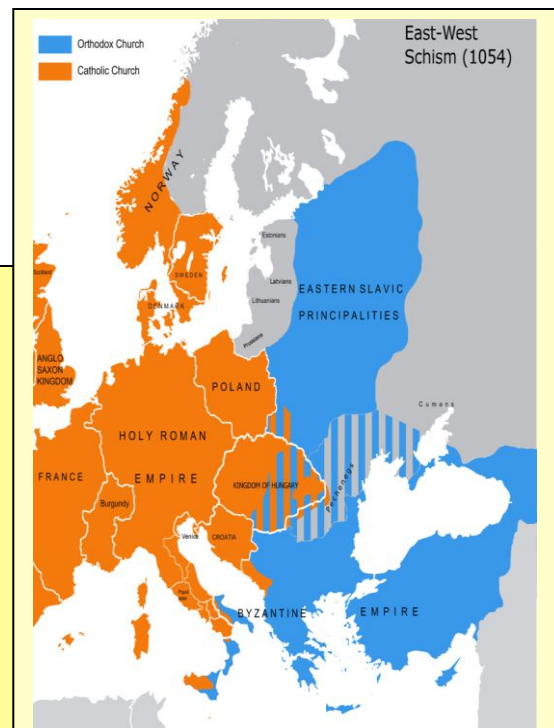 East-West
Schism (1054)
Orthodox Church
Catholic Church
NORWAY
Estonians
SWEDEN
Latvians
Scotland
DENMARK
Lithuanians
EASTERN SLAVIC
PRINCIPALITIES
Prussians
ANGLO
SAXON
KINGDOM
POLAND
Cumans
HOLY ROMAN
EMPIRE
FRANCE
KINGDOM OF HUNGARY
Pechenegs
Burgundy
Venice
CROATIA
BYZANTINE
EMPIRE